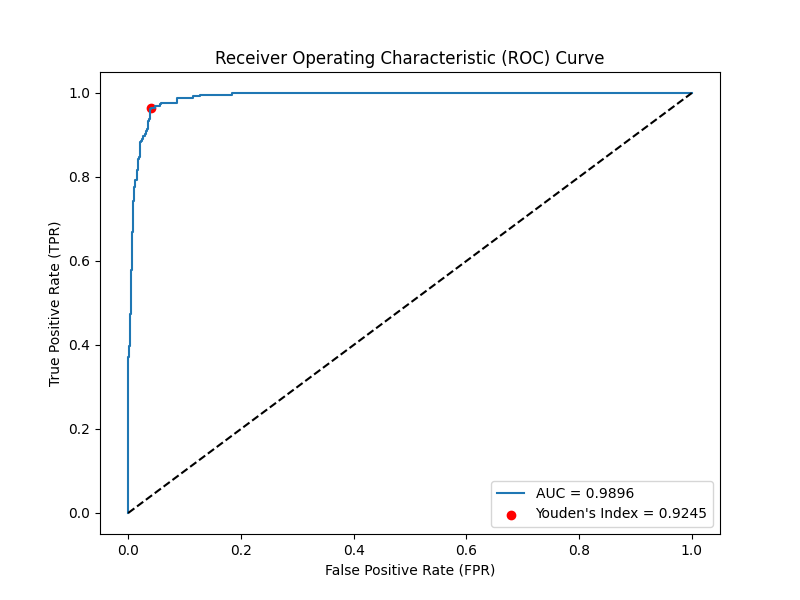 Receiver Operating Characteristic (ROC) Curve
True Positive Rate (TPR)
1.0
0.8
0.6
0.4
0.2
0.0
0.0 0.2 0.4 0.6 0.8 1.0
False Positive Rate (FPR)
AUC = 0.9896
Youden's Index = 0.9245